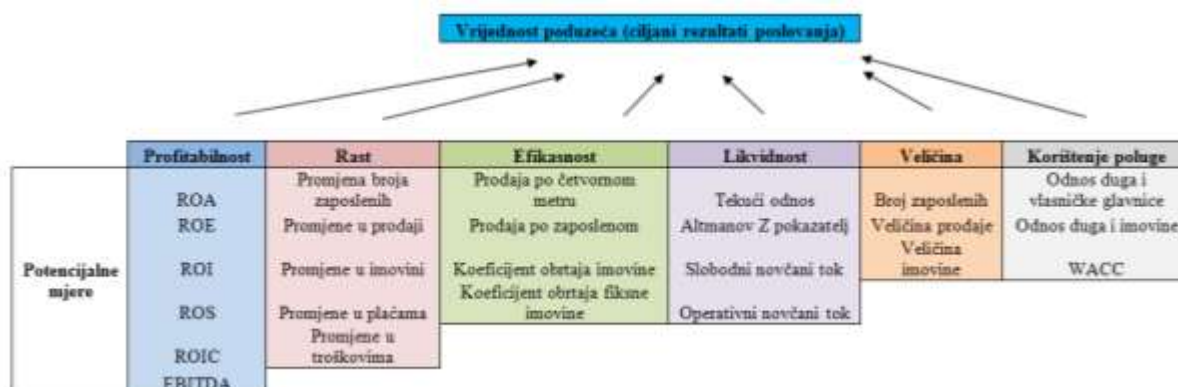 Vrijednost poduzeća (ciljani rezultati poslovanja)
Profitabilnost Rast Efikasnost Likvidnost Veličina Korištenje poluge
Potencijalne
mjere
ROA
ROE
ROI
ROS
ROIC
EBITDA
Promjena broja
zaposlenih
Promjene u prodaji
Promjene u imovini
Promjene u plaćama
Promjene u
troškovima
Prodaja po četvornom
metru
Prodaja po zaposlenom
Koeficijent obrtaja imovine
Koeficijent obrtaja fiksne
imovine
Tekući odnos
Altmanov Z pokazatelj
Slobodni novčani tok
Operativni novčani tok
Broj zaposlenih
Veličina prodaje
Veličina
imovine
Odnos duga i
vlasničke glavnice
Odnos duga i imovine
WACC